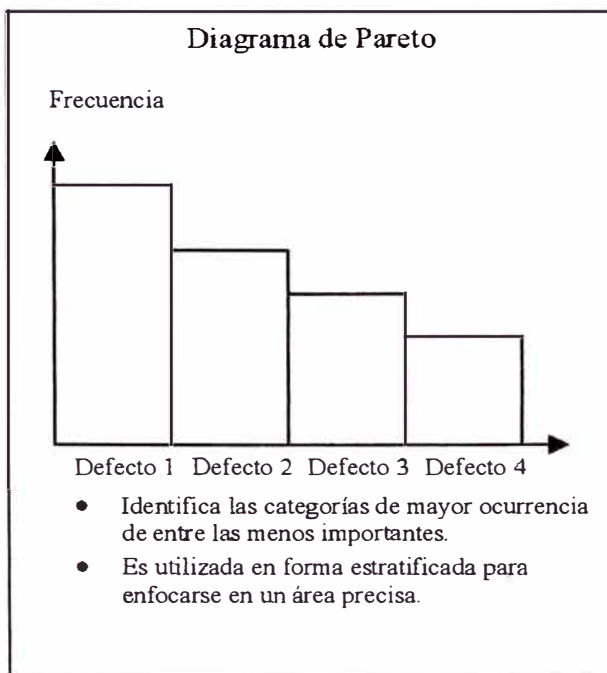 Diagrama de Pareto
Frecuencia
Defecto 1 Defecto 2 Defecto 3 Defecto 4
• Identifica las categorías de mayor ocurrencia
de entre las menos importantes.
• Es utilizada en forma estratificada para
enfocarse en un área precisa.